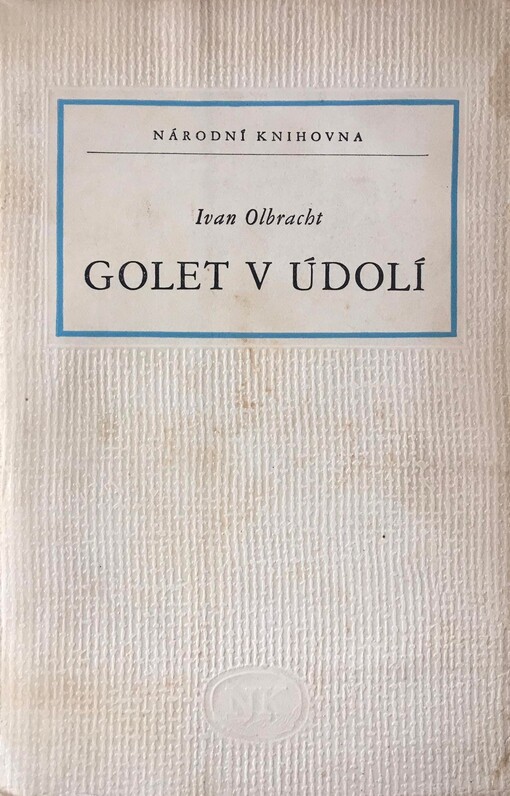 NÁRODNÍ KNIHOVNA
Ivan Olbracht
GOLET V ÚDOLÍ
NK